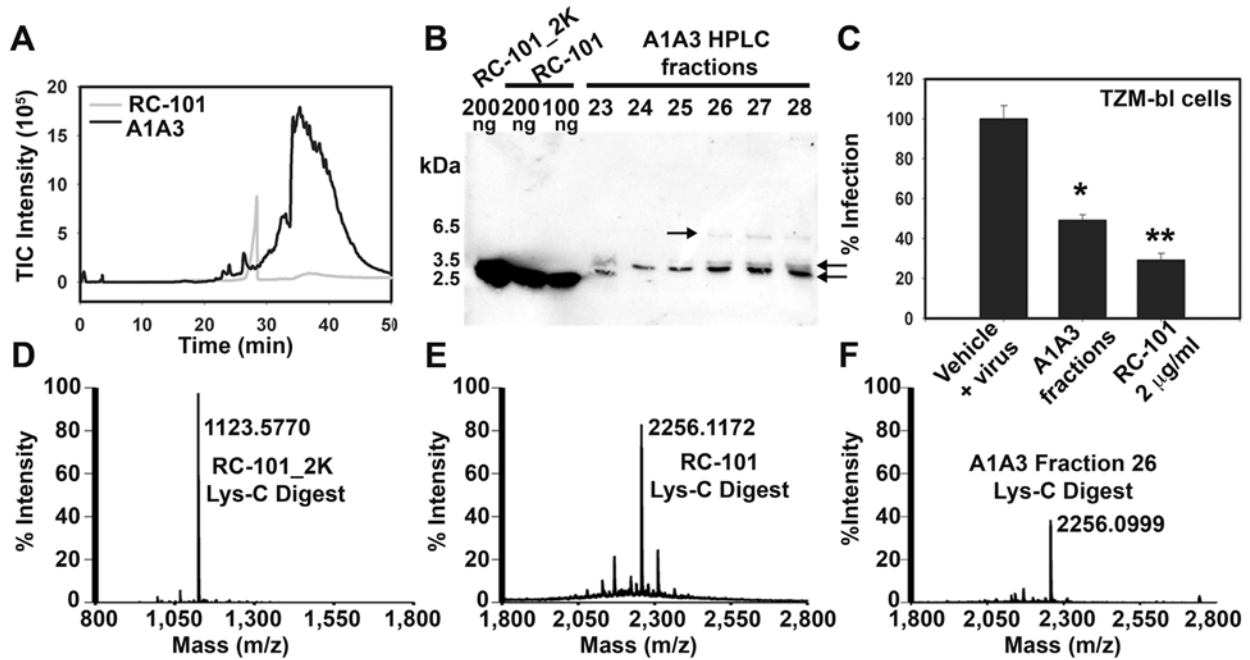 A
TIC Intensity (10⁵)
20
15
10
5
0
RC-101
A1A3
0
10
20
30
40
50
Time (min)
B
RC-101_2K
RC-101
A1A3 HPLC
fractions
200 200 100 23 24 25 26 27 28
ng ng ng
kDa
6.5
3.5
2.5
C
% Infection
120
100
80
60
40
20
0
TZM-bl cells
*
**
Vehicle
+ virus
A1A3
fractions
RC-101
2 µg/ml
D
% Intensity
100
80
60
40
20
0
1123.5770
RC-101_2K
Lys-C Digest
800 1,050 1,300 1,550 1,800
Mass (m/z)
E
% Intensity
100
80
60
40
20
0
2256.1172
RC-101
Lys-C Digest
1,800 2,050 2,300 2,550 2,800
Mass (m/z)
F
%Intensity
100
80
60
40
20
0
A1A3 Fraction 26
Lys-C Digest
2256.0999
1,800 2,050 2,300 2,550 2,800
Mass (m/z)